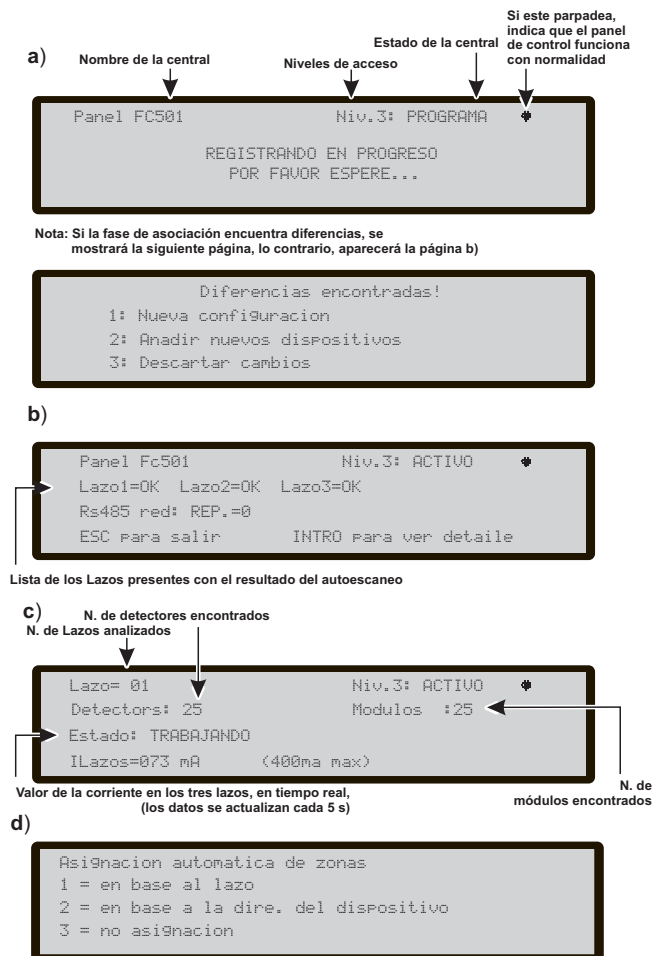 a)
Nombre de la central
Niveles de acceso
Estado de la central
Si este parpadea,
indica que el panel
de control funciona
con normalidad
Panel FC501 Niv.3: PROGRAMA
REGISTRANDO EN PROGRESO
POR FAVOR ESPERE...
Nota: Si la fase de asociación encuentra diferencias, se
mostrará la siguiente página, lo contrario, aparecerá la página b)
Diferencias encontradas!
1: Nueva configuracion
2: Anadir nuevos dispositivos
3: Descartar cambios
b)
Panel Fc501 Niv.3: ACTIVO
Lazo1=OK Lazo2=OK Lazo3=OK
Rs485 red: REP.=0
ESC para salir INTRO para ver detaile
Lista de los Lazos presentes con el resultado del autoescaneo
c)
N. de detectores encontrados
N. de Lazos analizados
Lazo= 01 Niv.3: ACTIVO
Detectors: 25 Modulos :25
Estado: TRABAJANDO
ILazos=073 mA (400ma max)
Valor de la corriente en los tres lazos, en tiempo real,
(los datos se actualizan cada 5 s)
N. de
módulos encontrados
d)
Asignacion automatica de zonas
1 = en base al lazo
2 = en base a la dire. del dispositivo
3 = no asignacion